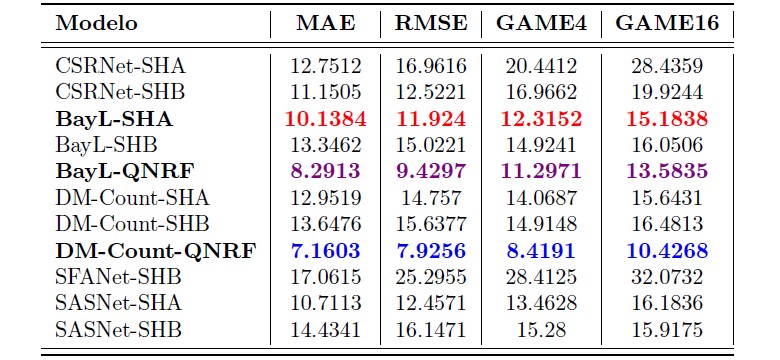 Modelo MAE RMSE GAME4 GAME16
CSRNet-SHA 12.7512 16.9616 20.4412 28.4359
CSRNet-SHB 11.1505 12.5221 16.9662 19.9244
BayL-SHA 10.1384 11.924 12.3152 15.1838
BayL-SHB 13.3462 15.0221 14.9241 16.0506
BayL-QNRF 8.2913 9.4297 11.2971 13.5835
DM-Count-SHA 12.9519 14.757 14.0687 15.6431
DM-Count-SHB 13.6476 15.6377 14.9148 16.4813
DM-Count-QNRF 7.1603 7.9256 8.4191 10.4268
SFANet-SHB 17.0615 25.2955 28.4125 32.0732
SASNet-SHA 10.7113 12.4571 13.4628 16.1836
SASNet-SHB 14.4341 16.1471 15.28 15.9175